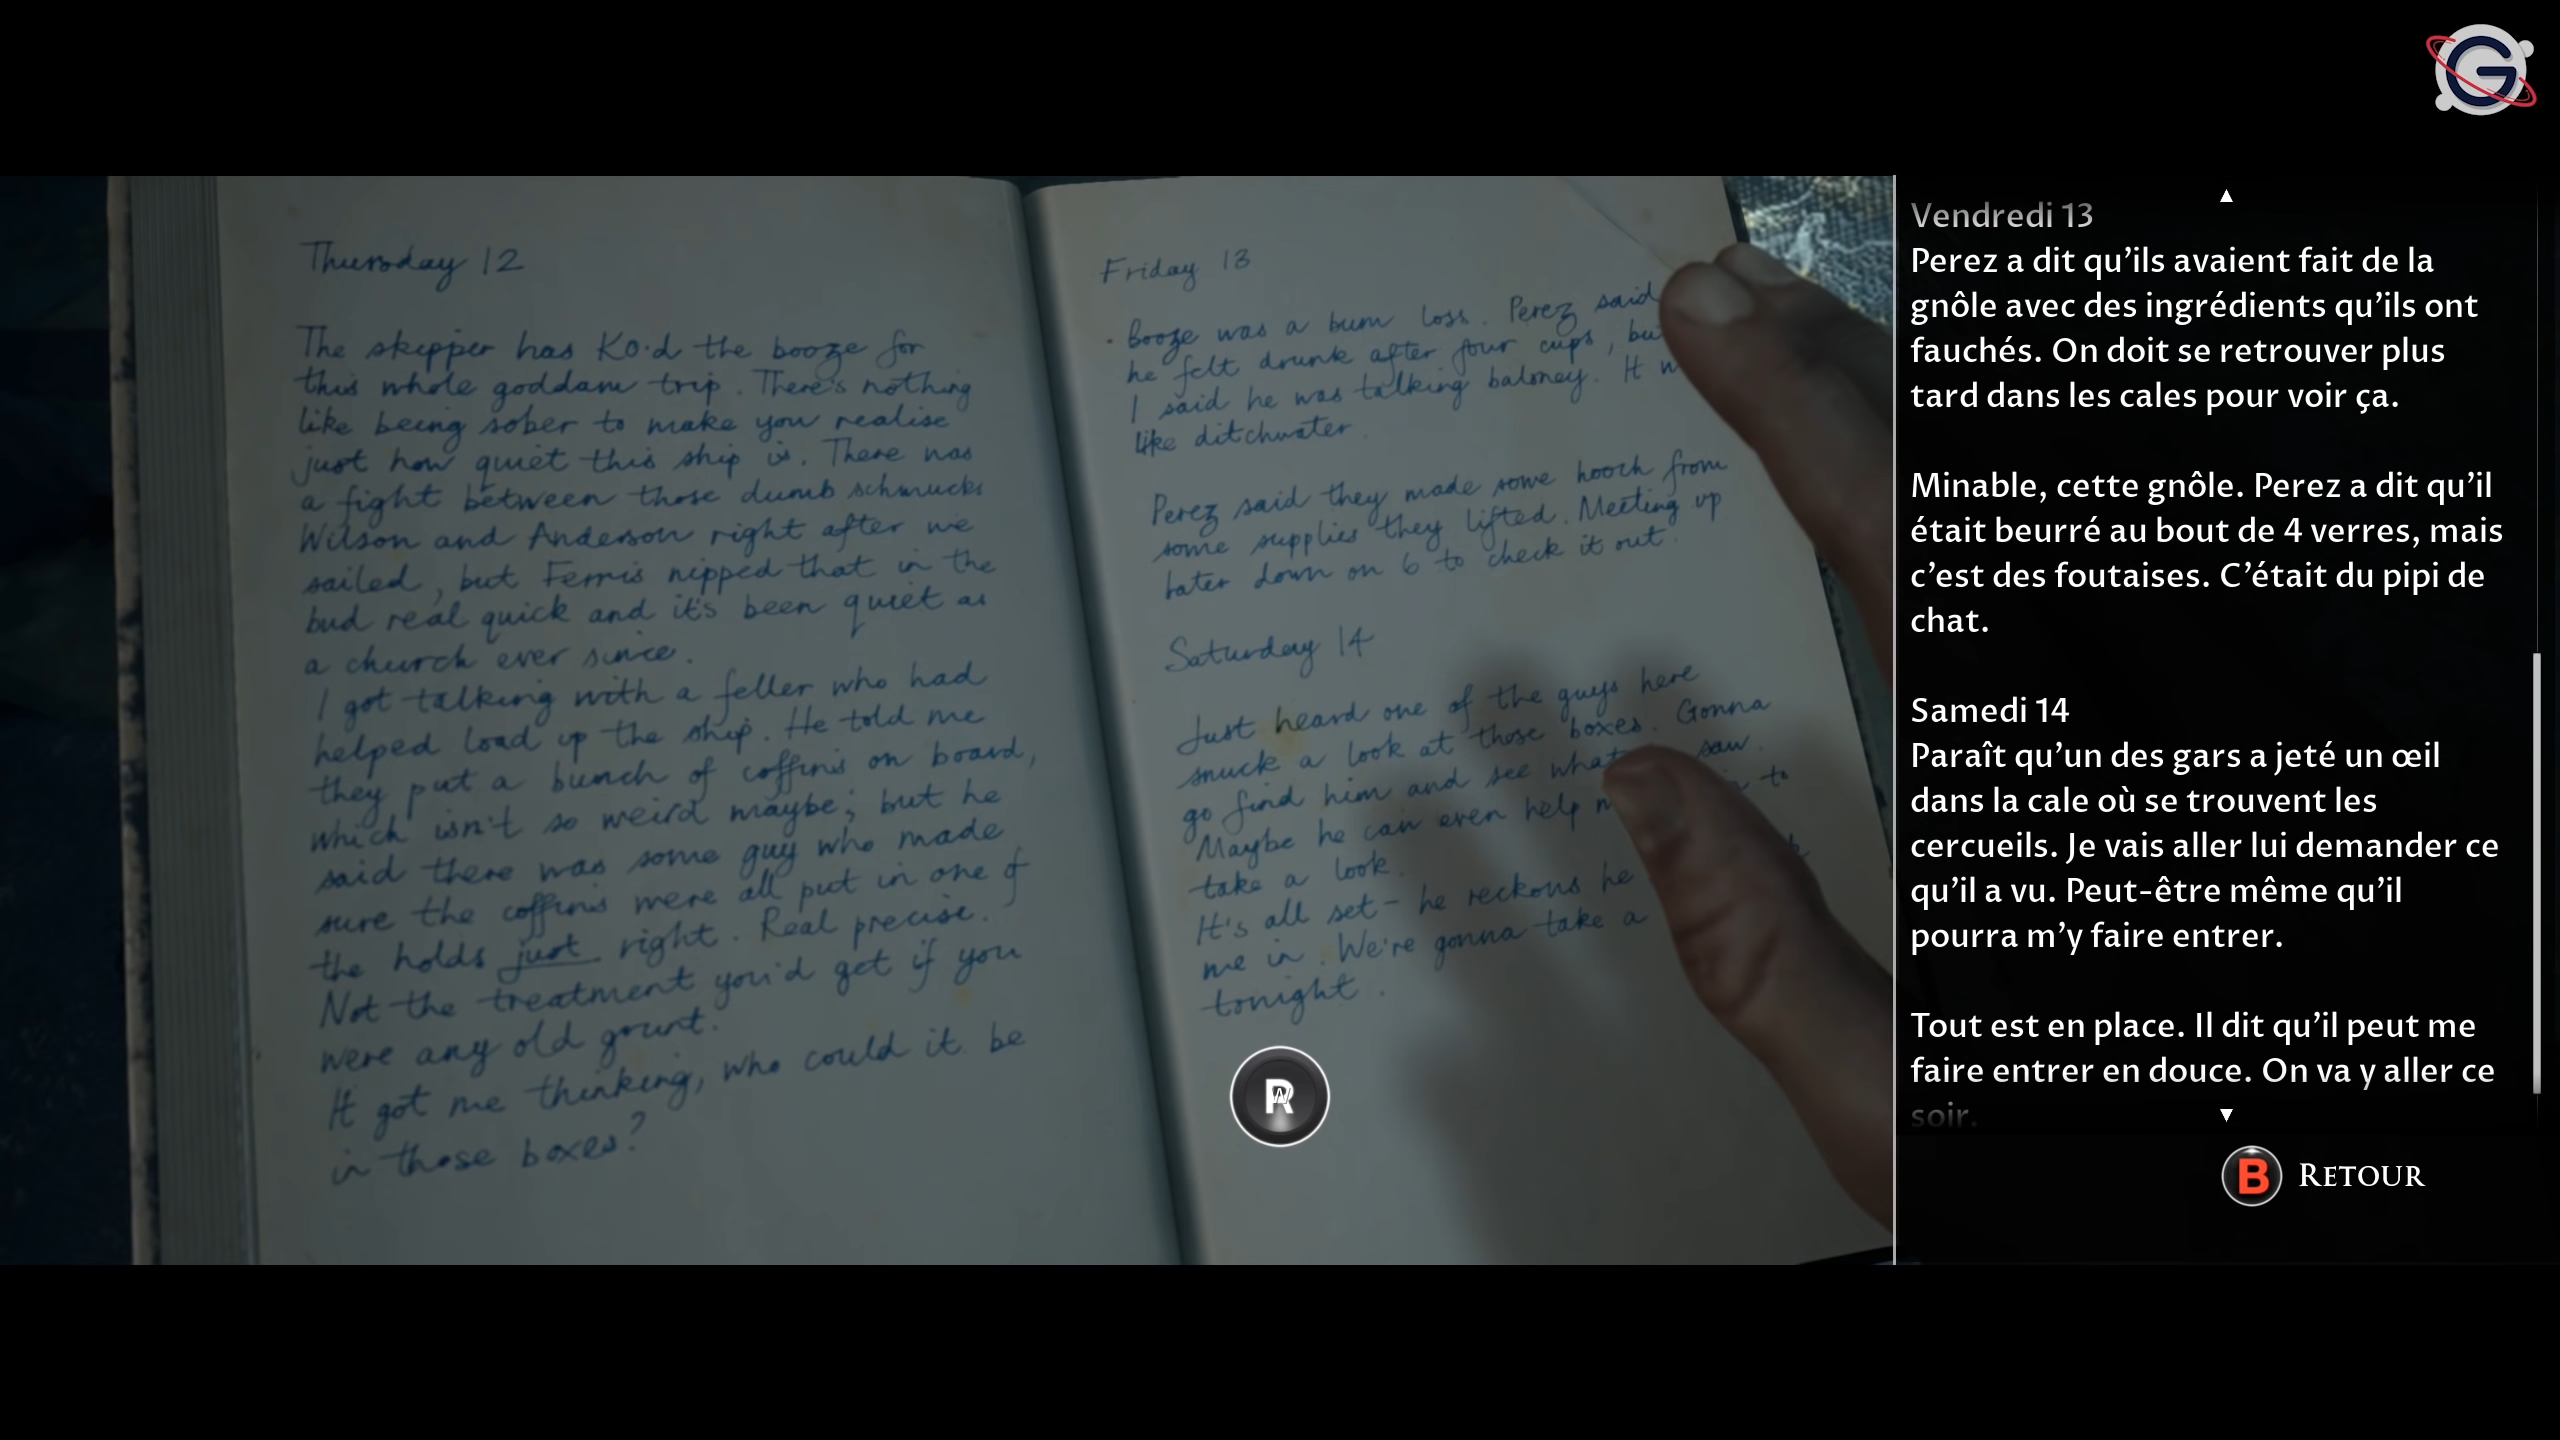 Thursday 12
The skipper has KO'd the booze for
this whole goddam trip. There's nothing
like being sober to make you realise
just how quiet this ship is. There was
a fight between those dumb schmucks
Wilson and Anderson right after we
sailed, but Ferris nipped that in the
bud real quick and it's been quiet as
a church ever since.
I got talking with a feller who had
helped load up the ship. He told me
they put a bunch of coffins on board,
which isn't so weird maybe; but he
said there was some guy who made
sure the coffins were all put in one of
the holds just right. Real precise.
Not the treatment you'd get if you
were any old grunt.
It got me thinking, who could it be
in those boxes?
Friday 13
Booze was a bum loss. Perez said
he felt drunk after four cups, but
I said he was talking baloney. It
like ditchwater.
Perez said they made some hooch from
some supplies they lifted. Meeting up
later down on 6 to check it out.
Saturday 14
Just heard one of the guys here
snuck a look at those boxes. Gonna
go find him and see what saw.
Maybe he can even help to
take a look.
It's all set - he reckons he
me in. We're gonna take a
tonight.
R
Vendredi 13
Perez a dit qu'ils avaient fait de la
gnôle avec des ingrédients qu'ils ont
fauchés. On doit se retrouver plus
tard dans les cales pour voir ça.
Minable, cette gnôle. Perez a dit qu'il
était beurré au bout de 4 verres, mais
c'est des foutaises. C'était du pipi de
chat.
Samedi 14
Paraît qu'un des gars a jeté un œil
dans la cale où se trouvent les
cercueils. Je vais aller lui demander ce
qu'il a vu. Peut-être même qu'il
pourra m'y faire entrer.
Tout est en place. Il dit qu'il peut me
faire entrer en douce. On va y aller ce
soir.
B RETOUR
G